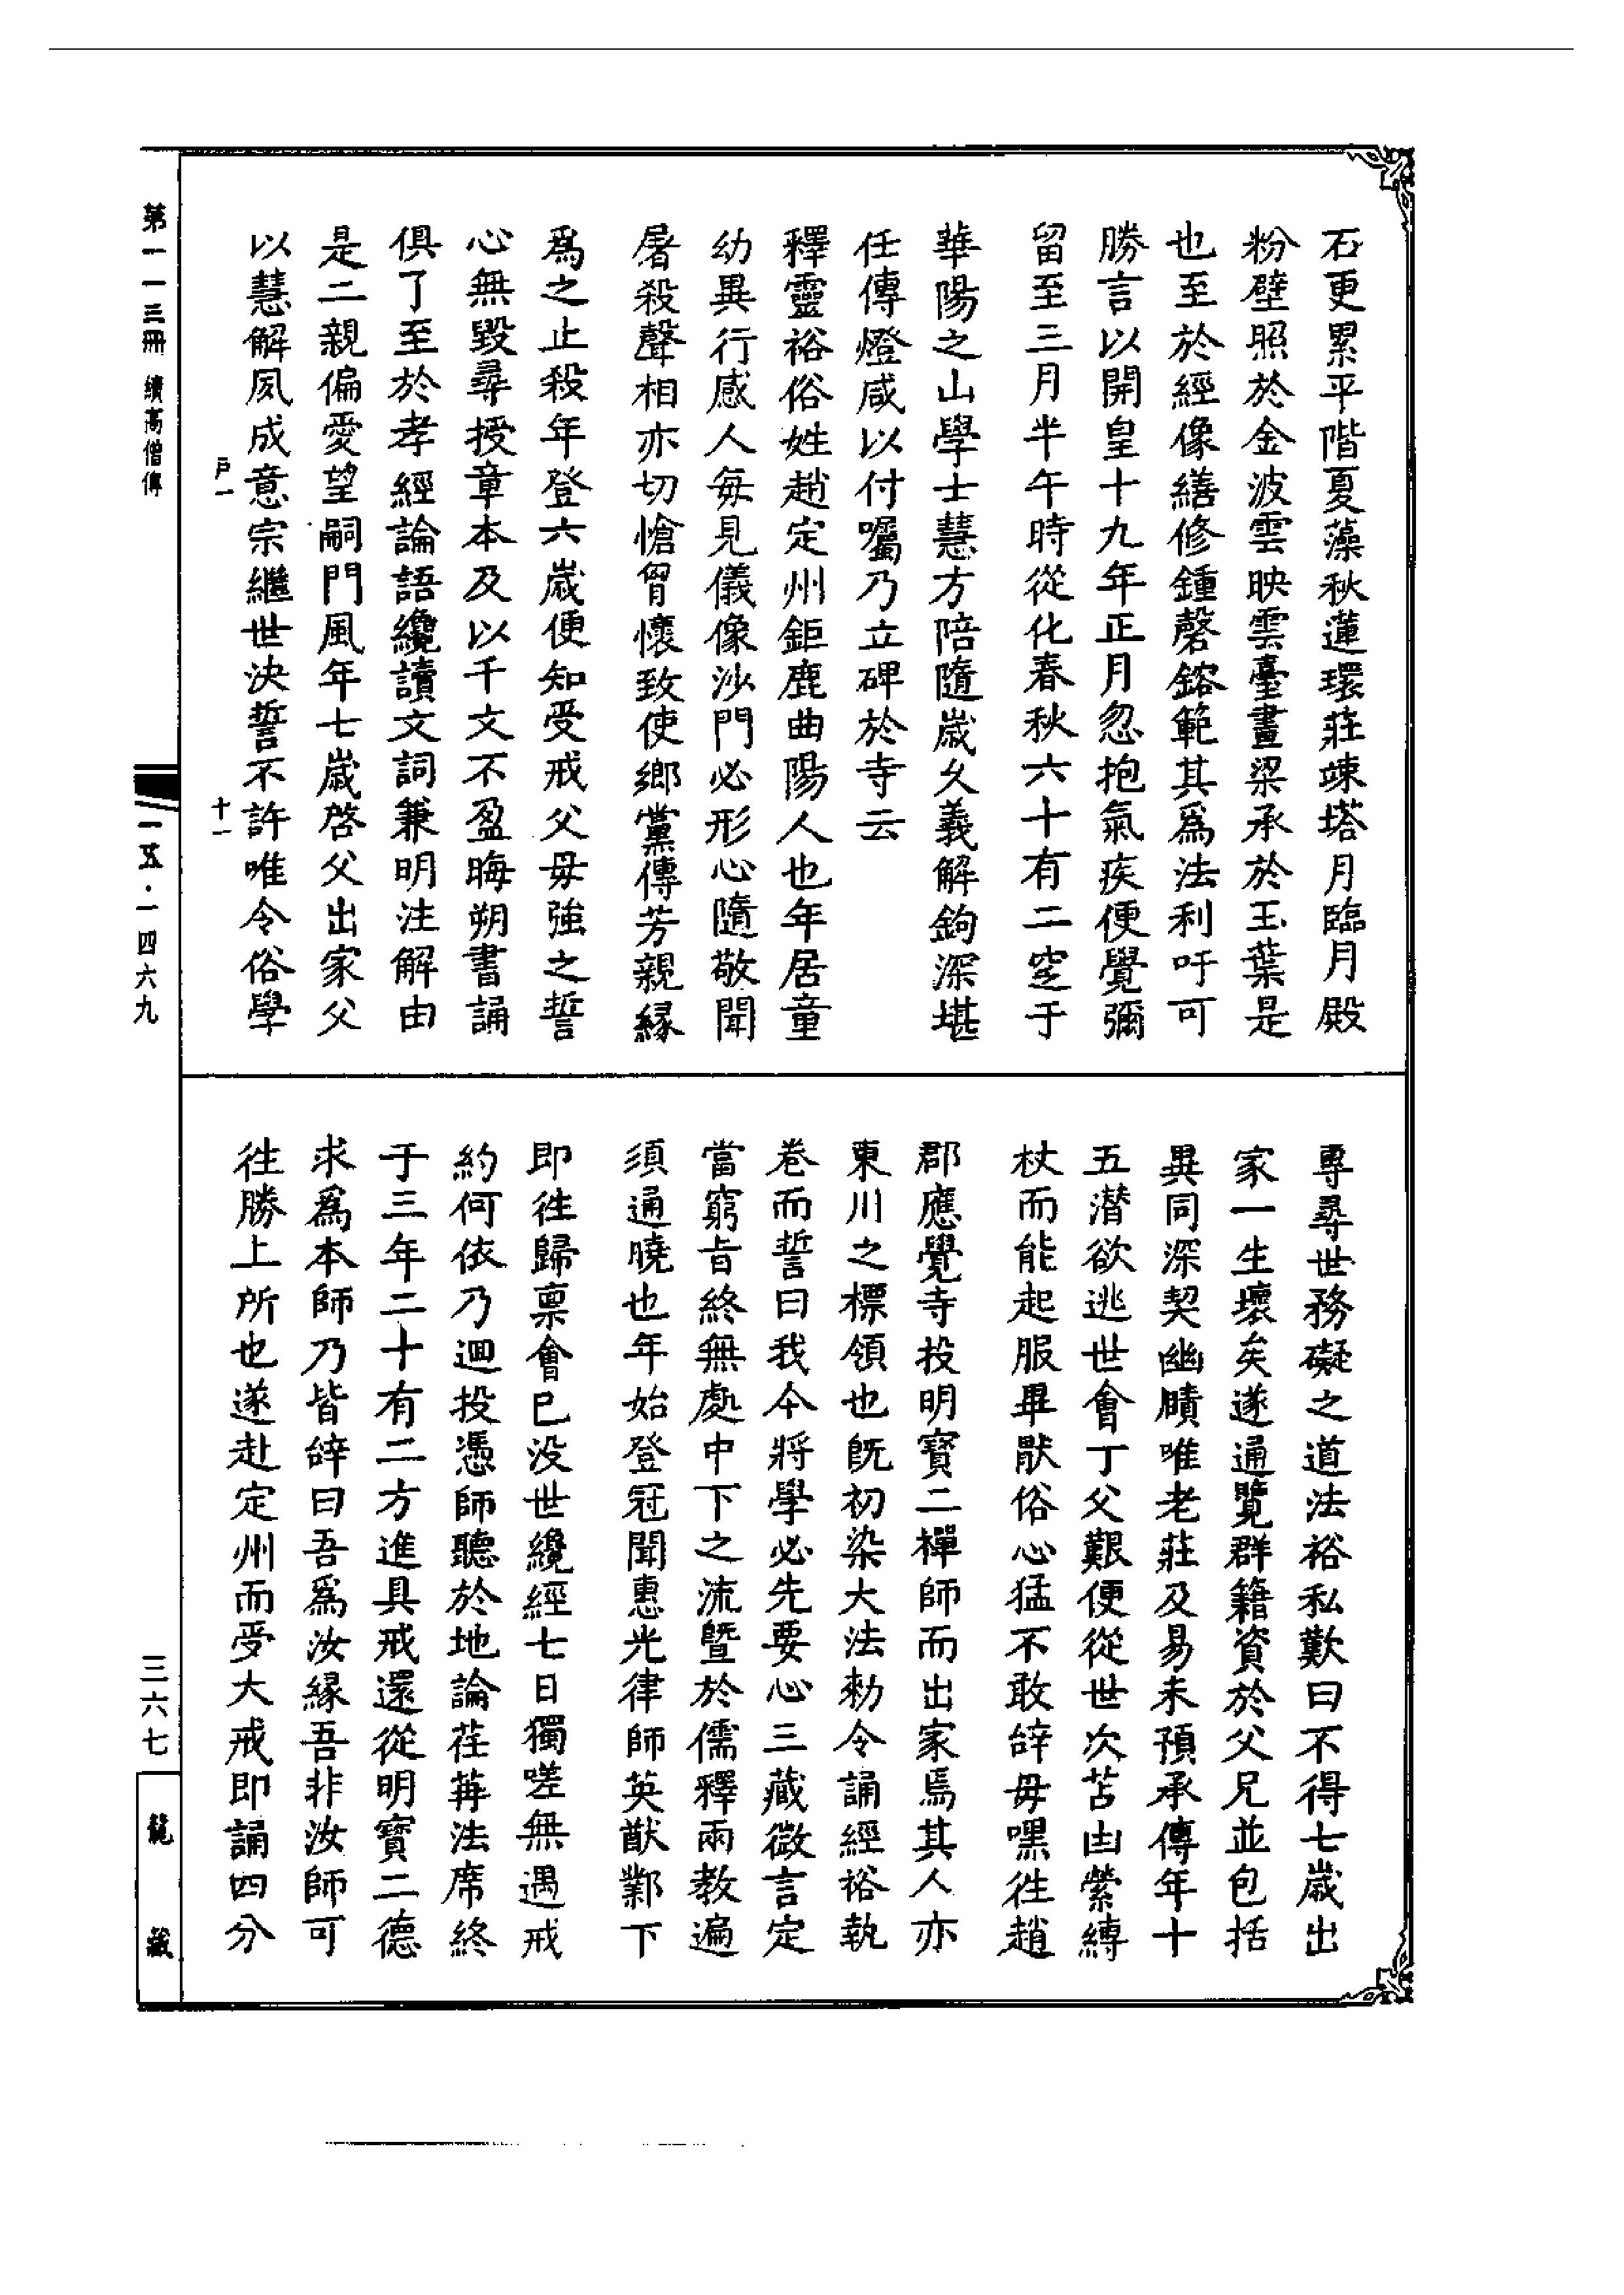 石更累平階夏藻秋蓮環莊竦塔月臨月殿
粉壁照於金波雲映雲臺畫梁承於玉葉是
也至於經像繕修鍾磬鎔範其爲法利吁可
勝言以開皇十九年正月忽抱氣疾便覺彌
留至三月半午時從化春秋六十有二窆于
華陽之山學士慧方陪隨歲久義解鉤深堪
任傳燈咸以付囑乃立碑於寺云
釋靈裕俗姓趙定州鉅鹿曲陽人也年居童
幼異行感人每見儀像沙門必形心隨敬聞
屠殺聲相亦切愴曾懷致使鄉黨傳芳親緣
爲之止殺年登六歲便知受戒父母強之誓
心無毀尋授章本及以千文不盈晦朔書誦
俱了至於孝經論語纔讀文詞兼明注解由
是二親偏愛望嗣門風年七歲啓父出家父
以慧解夙成意宗繼世決誓不許唯令俗學
戶一
十一
專尋世務礙之道法裕私歎曰不得七歲出
家一生壞矣遂通覽群籍資於父兄並包括
異同深契幽賾唯老莊及易未預承傳年十
五潛欲逃世會丁父艱便從世次苫凷縈縛
杖而能起服畢猒俗心猛不敢辞母嘿往趙
郡應覺寺投明寶二禪師而出家焉其人亦
東川之標領也旣初染大法勑令誦經裕執
卷而誓曰我今將學必先要心三藏微言定
當窮旨終無處中下之流曁於儒釋兩教遍
須通曉也年始登冠聞惠光律師英猷鄴下
即往歸禀會已没世纔經七日獨嗟無遇戒
約何依乃迴投憑師聽於地論荏苒法席終
于三年二十有二方進具戒還從明寶二德
求爲本師乃皆辞曰吾爲汝緣吾非汝師可
往勝上所也遂赴定州而受大戒即誦四分
第一一三冊 續高僧傳
一五·一四六九
三六七
龍藏